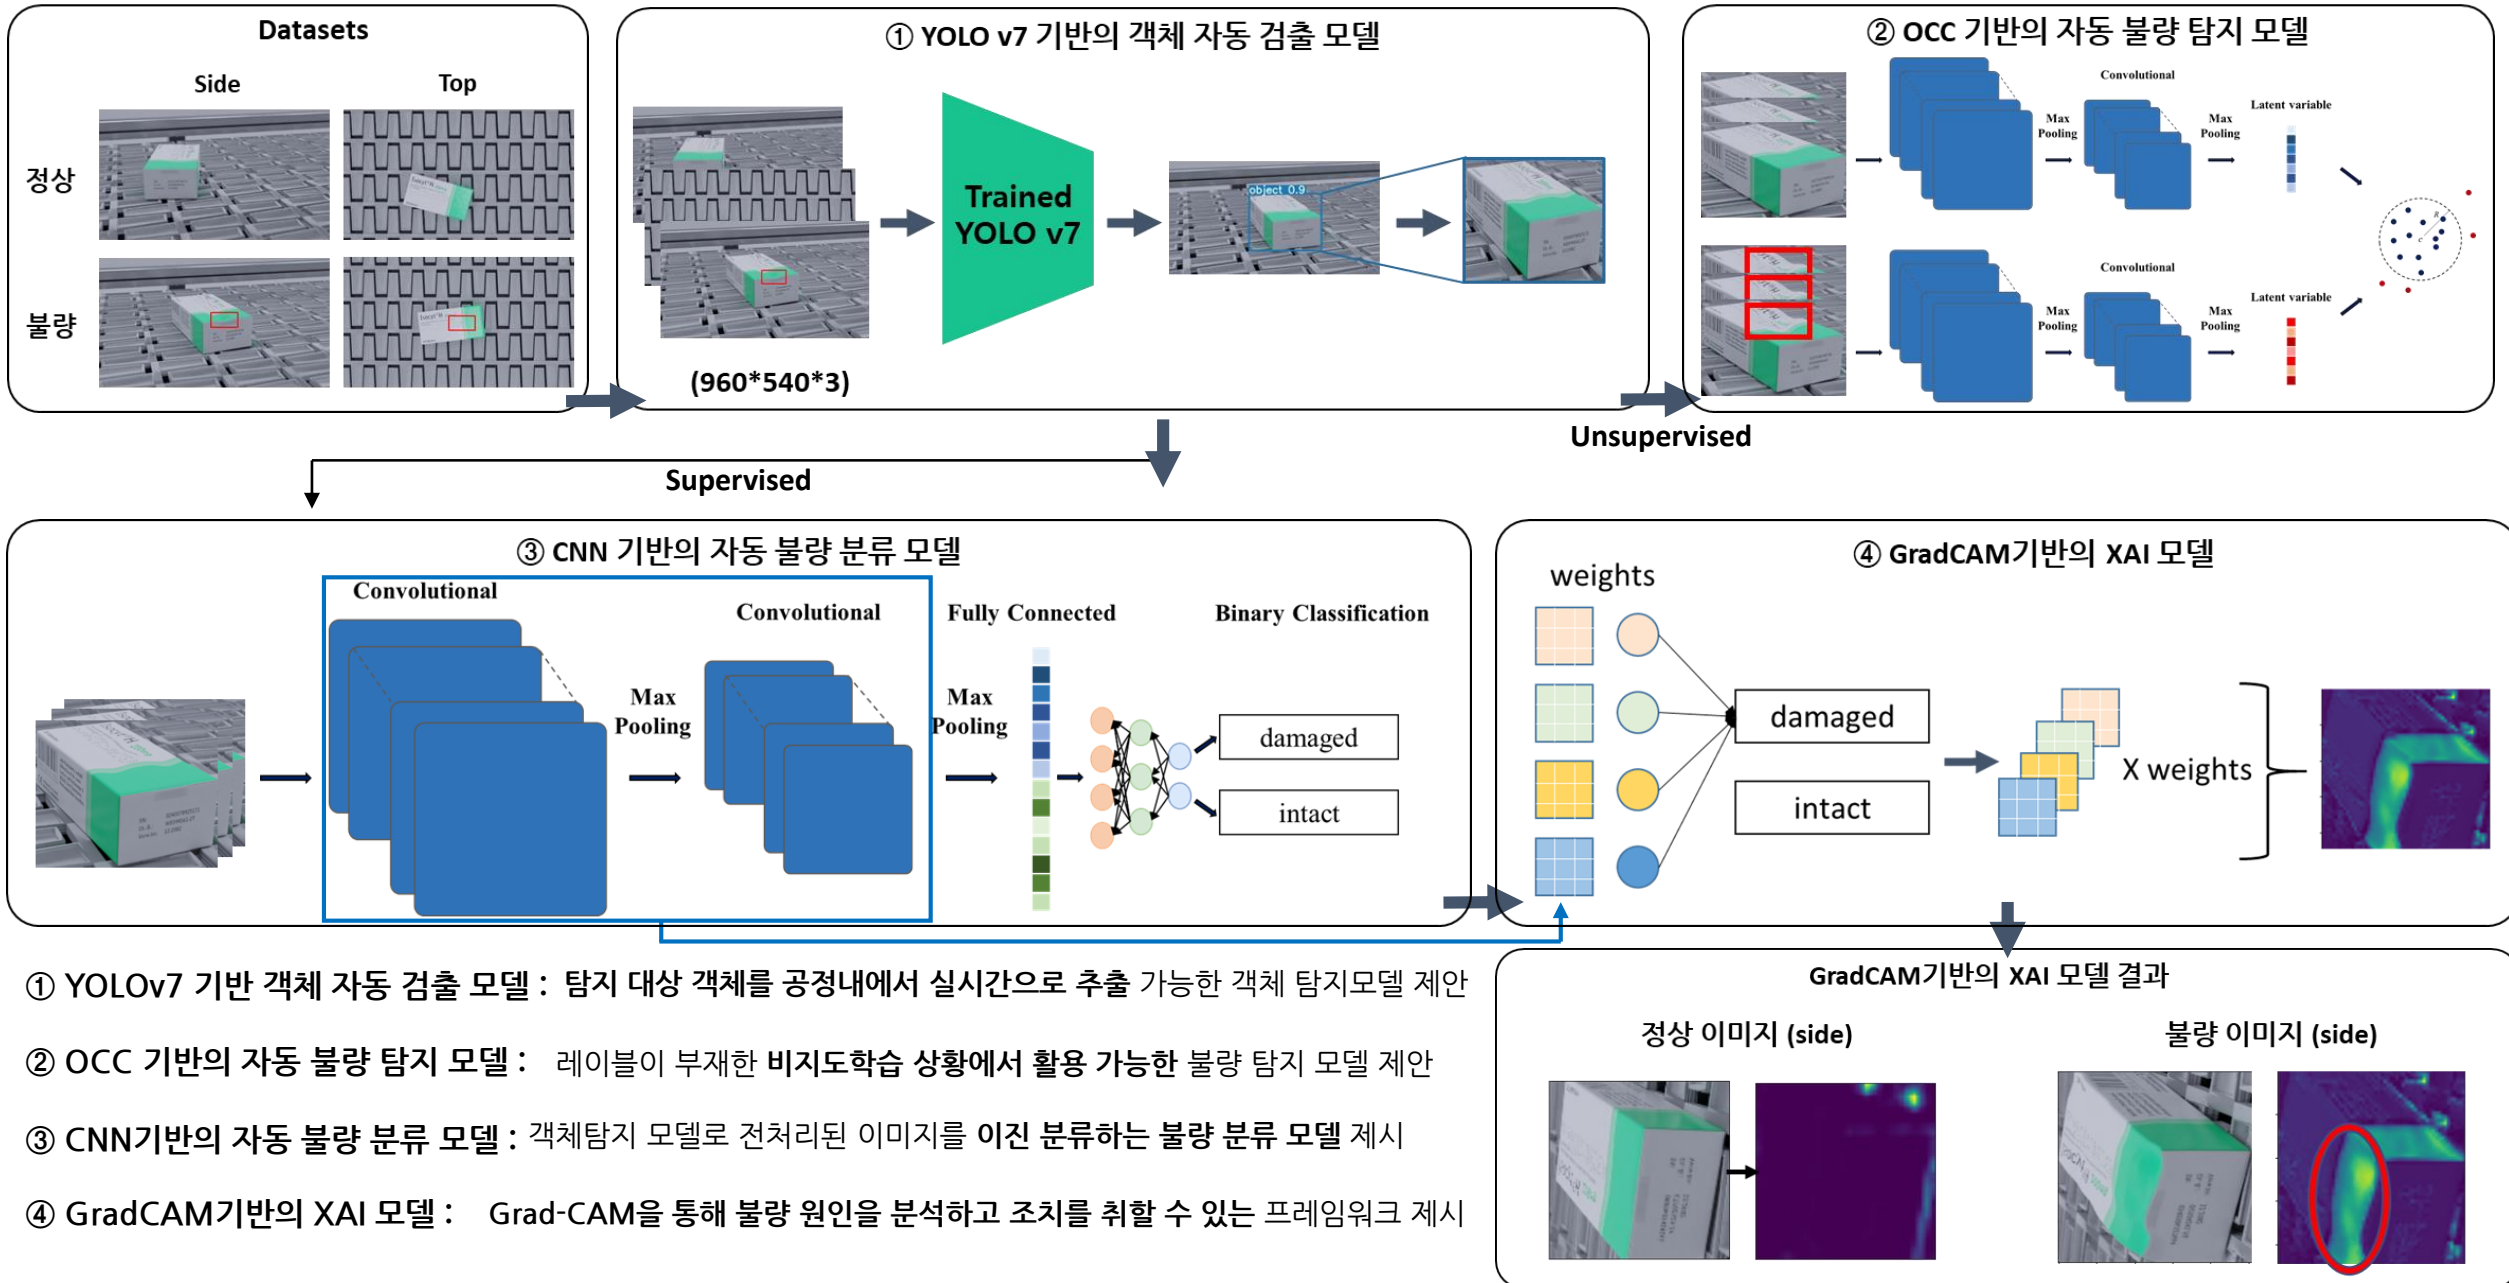 Datasets
Side
Top
정상
불량
① YOLO v7 기반의 객체 자동 검출 모델
Trained
YOLO v7
object 0.9
(960*540*3)
② OCC 기반의 자동 불량 탐지 모델
Convolutional
Max
Pooling
Max
Pooling
Latent variable
R
c
Convolutional
Max
Pooling
Max
Pooling
Latent variable
Unsupervised
Supervised
③ CNN 기반의 자동 불량 분류 모델
Convolutional
Max
Pooling
Convolutional
Max
Pooling
Fully Connected
Binary Classification
damaged
intact
④ GradCAM기반의 XAI 모델
weights
damaged
intact
X weights
① YOLOv7 기반 객체 자동 검출 모델 : 탐지 대상 객체를 공정내에서 실시간으로 추출 가능한 객체 탐지모델 제안
② OCC 기반의 자동 불량 탐지 모델 : 레이블이 부재한 비지도학습 상황에서 활용 가능한 불량 탐지 모델 제안
③ CNN기반의 자동 불량 분류 모델 : 객체탐지 모델로 전처리된 이미지를 이진 분류하는 불량 분류 모델 제시
④ GradCAM기반의 XAI 모델 : Grad-CAM을 통해 불량 원인을 분석하고 조치를 취할 수 있는 프레임워크 제시
GradCAM기반의 XAI 모델 결과
정상 이미지 (side)
불량 이미지 (side)